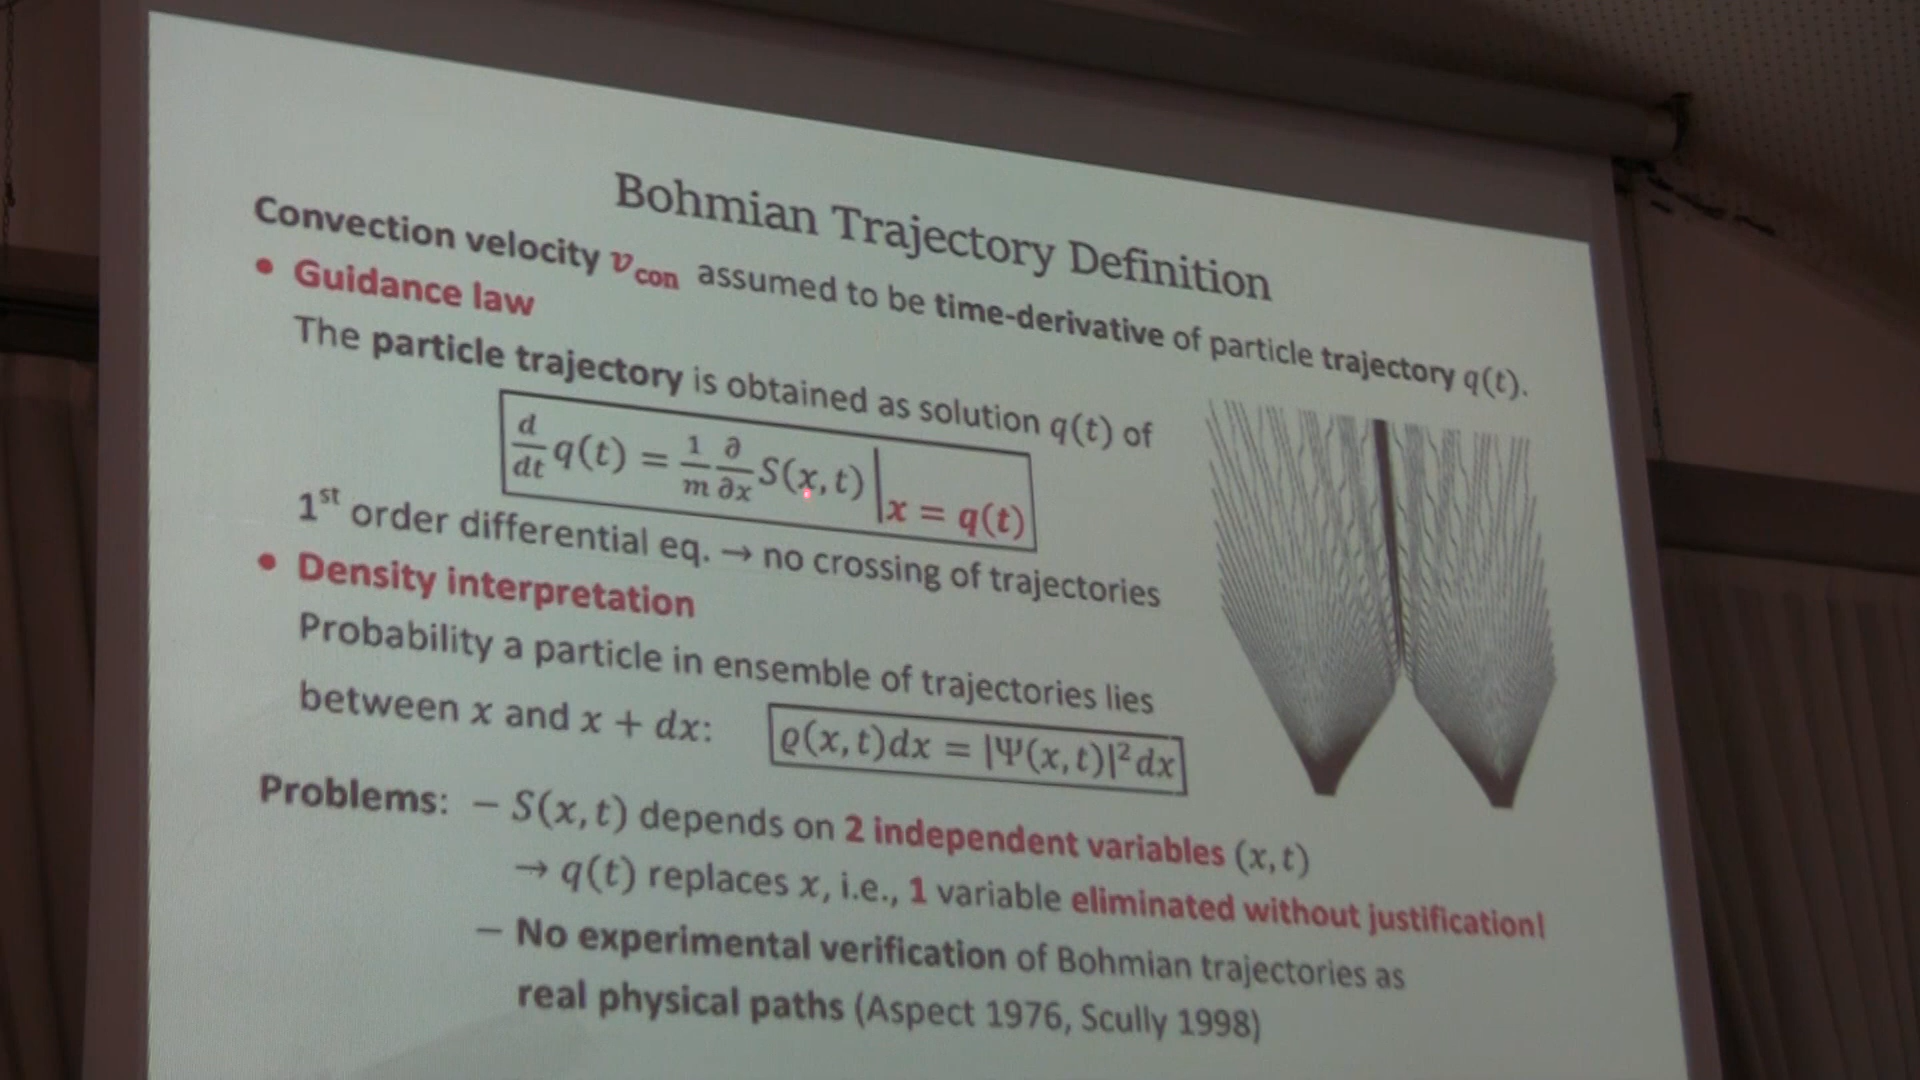 Bohmian Trajectory Definition
Convection velocity v_con assumed to be time-derivative of particle trajectory q(t).
• Guidance law
The particle trajectory is obtained as solution q(t) of
d/dt q(t) = 1/m ∂/∂x S(x,t)|x = q(t)
1st order differential eq. → no crossing of trajectories
• Density interpretation
Probability a particle in ensemble of trajectories lies
between x and x + dx: ϱ(x,t)dx = |Ψ(x,t)|²dx
Problems: – S(x,t) depends on 2 independent variables (x,t)
→ q(t) replaces x, i.e., 1 variable eliminated without justification!
– No experimental verification of Bohmian trajectories as
real physical paths (Aspect 1976, Scully 1998)